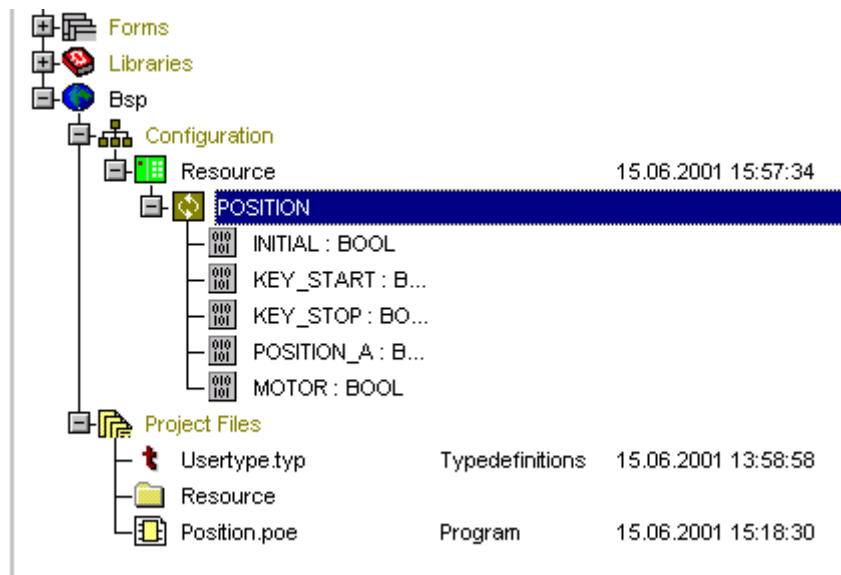 Forms
Libraries
Bsp
Configuration
Resource 15.06.2001 15:57:34
POSITION
INITIAL : BOOL
KEY_START : B...
KEY_STOP : BO...
POSITION_A : B...
MOTOR : BOOL
Project Files
Usertype.typ Typedefinitions 15.06.2001 13:58:58
Resource
Position.poe Program 15.06.2001 15:18:30